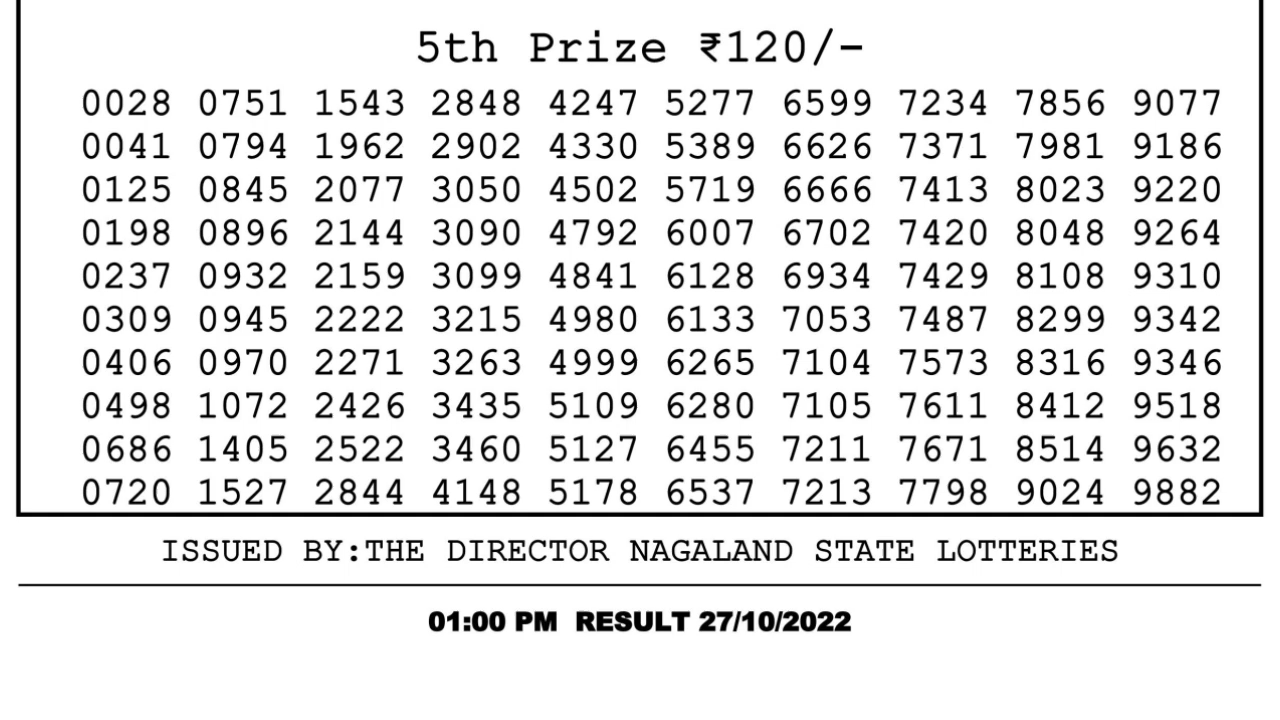 5th Prize ₹120/-
0028 0751 1543 2848 4247 5277 6599 7234 7856 9077
0041 0794 1962 2902 4330 5389 6626 7371 7981 9186
0125 0845 2077 3050 4502 5719 6666 7413 8023 9220
0198 0896 2144 3090 4792 6007 6702 7420 8048 9264
0237 0932 2159 3099 4841 6128 6934 7429 8108 9310
0309 0945 2222 3215 4980 6133 7053 7487 8299 9342
0406 0970 2271 3263 4999 6265 7104 7573 8316 9346
0498 1072 2426 3435 5109 6280 7105 7611 8412 9518
0686 1405 2522 3460 5127 6455 7211 7671 8514 9632
0720 1527 2844 4148 5178 6537 7213 7798 9024 9882
ISSUED BY:THE DIRECTOR NAGALAND STATE LOTTERIES
01:00 PM RESULT 27/10/2022